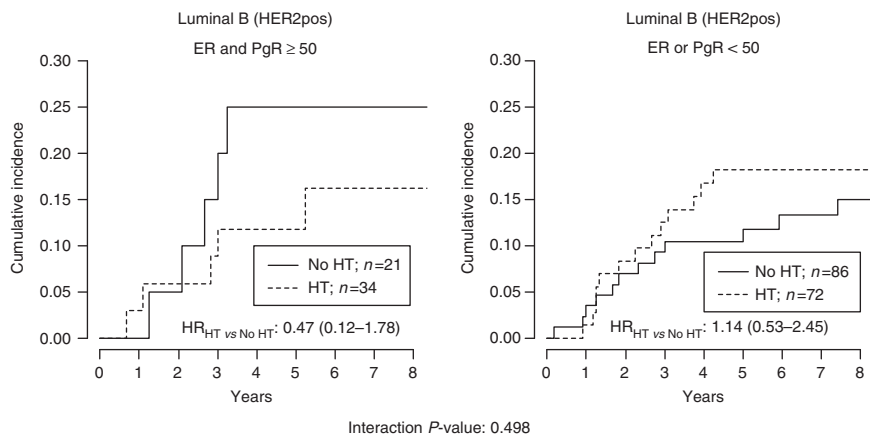 Luminal B (HER2pos)
ER and PgR ≥ 50
0.30
0.25
0.20
0.15
0.10
0.05
0.00
Cumulative incidence
No HT; n=21
HT; n=34
HR HT vs No HT: 0.47 (0.12–1.78)
0 1 2 3 4 5 6 7 8
Years
Luminal B (HER2pos)
ER or PgR < 50
0.30
0.25
0.20
0.15
0.10
0.05
0.00
Cumulative incidence
No HT; n=86
HT; n=72
HR HT vs No HT: 1.14 (0.53–2.45)
0 1 2 3 4 5 6 7 8
Years
Interaction P-value: 0.498